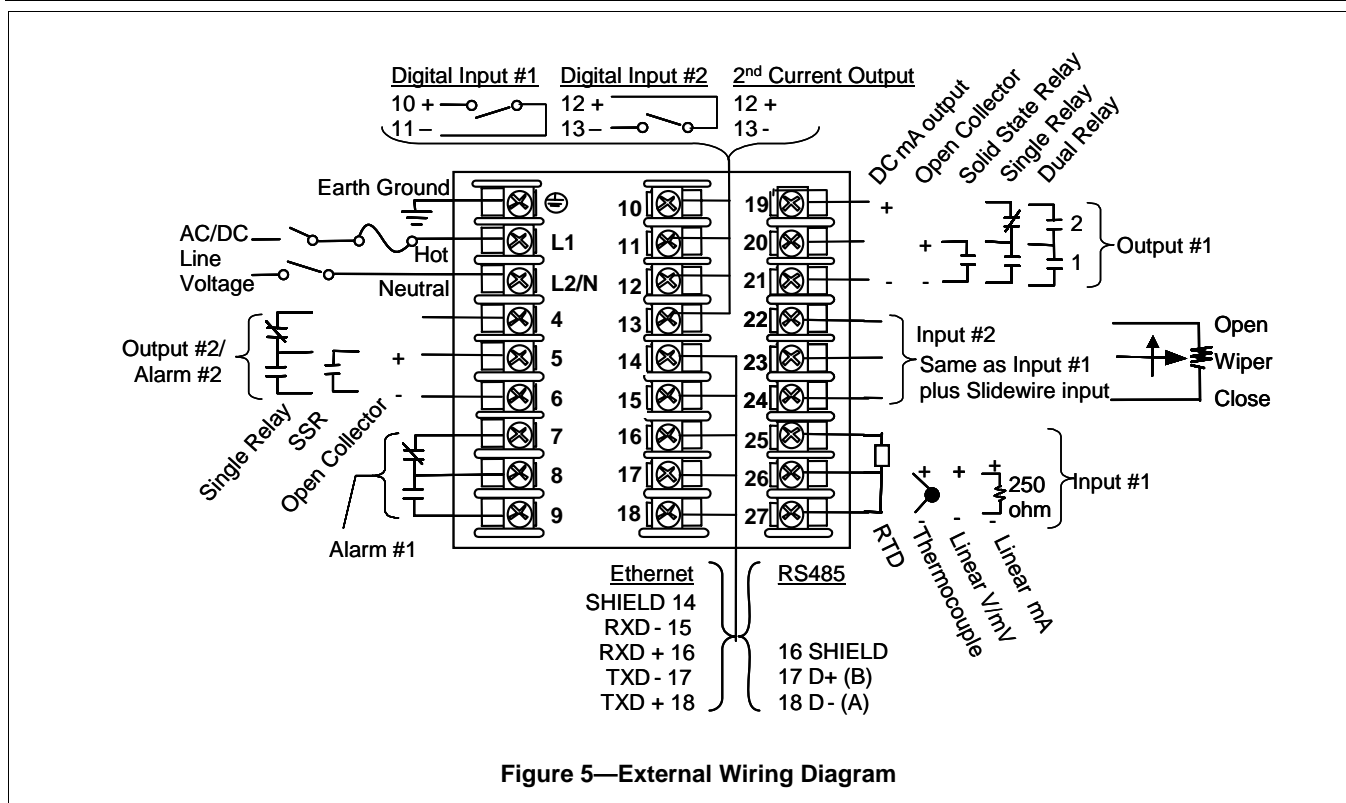 Digital Input #1
10 +
11 –
Digital Input #2
12 +
13 –
2nd Current Output
12 +
13 -
DC mA output
Open Collector
Solid State Relay
Single Relay
Dual Relay
Earth Ground
AC/DC
Line
Voltage
Hot
Neutral
L1
L2/N
4
5
6
7
8
9
10
11
12
13
14
15
16
17
18
19
20
21
22
23
24
25
26
27
+
-
+
-
2
1
Output #1
Output #2/
Alarm #2
+
-
Single Relay
SSR
Open Collector
Alarm #1
Input #2
Same as Input #1
plus Slidewire input
Open
Wiper
Close
+
-
+
-
+
-
250
ohm
Input #1
RTD
Thermocouple
Linear V/mV
Linear mA
Ethernet
SHIELD 14
RXD - 15
RXD + 16
TXD - 17
TXD + 18
RS485
16 SHIELD
17 D+ (B)
18 D - (A)
Figure 5—External Wiring Diagram